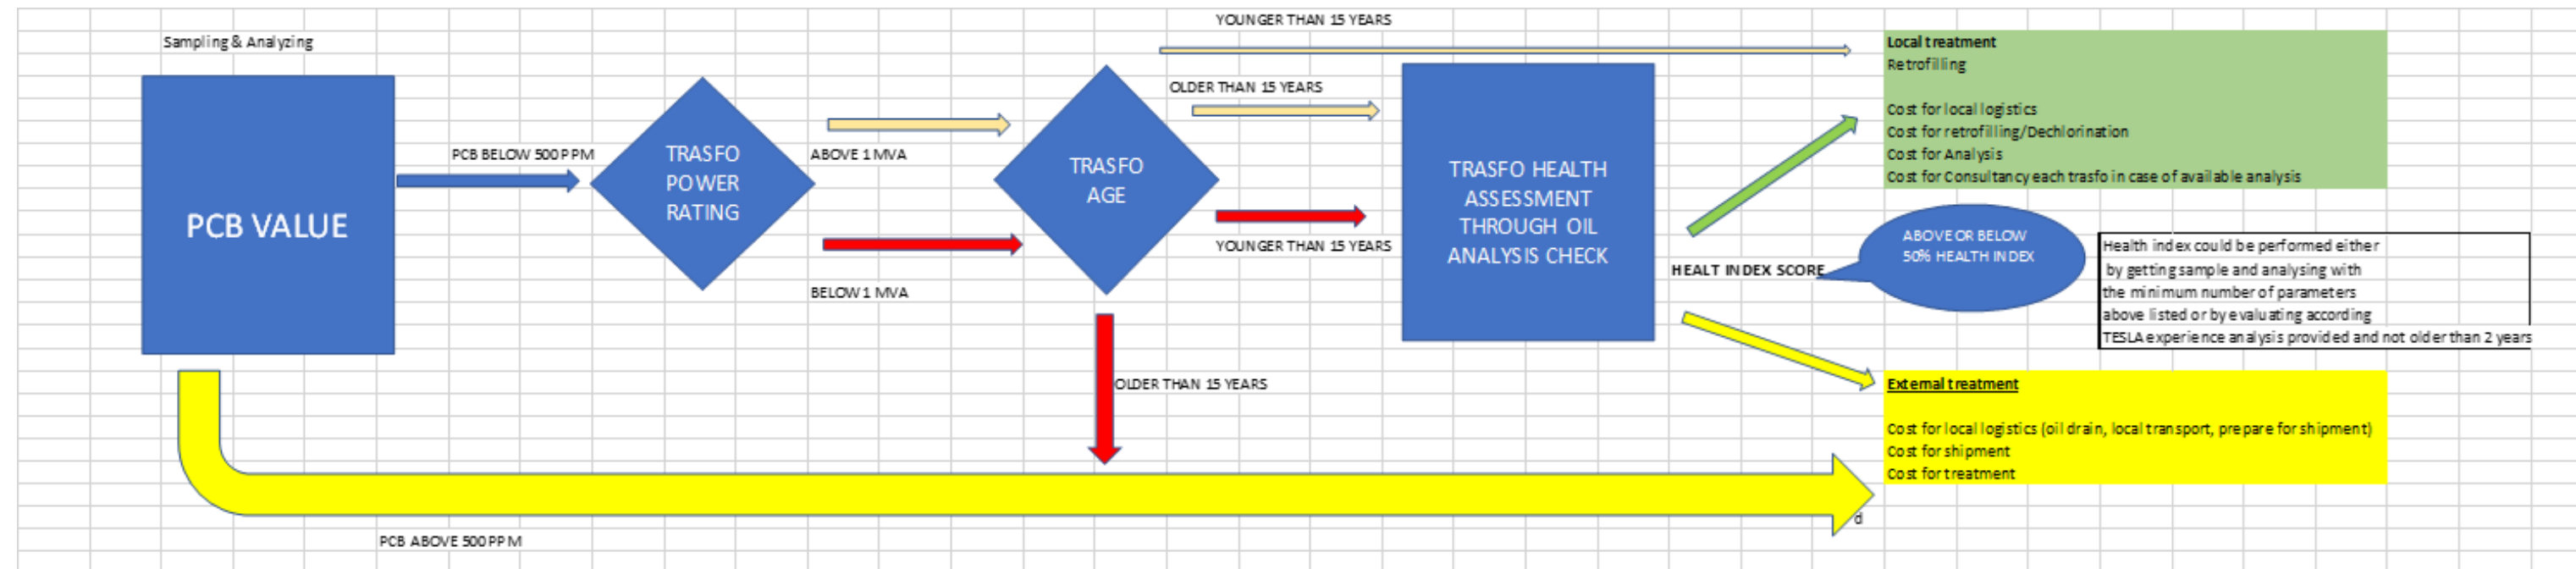 YOUNGER THAN 15 YEARS
Sampling & Analyzing
PCB VALUE
PCB BELOW 500 PPM
TRASFO
POWER
RATING
ABOVE 1 MVA
BELOW 1 MVA
TRASFO
AGE
OLDER THAN 15 YEARS
YOUNGER THAN 15 YEARS
OLDER THAN 15 YEARS
TRASFO HEALTH
ASSESSMENT
THROUGH OIL
ANALYSIS CHECK
HEALT INDEX SCORE
Local treatment
Retrofilling
Cost for local logistics
Cost for retrofilling/Dechlorination
Cost for Analysis
Cost for Consultancy each trasfo in case of available analysis
ABOVE OR BELOW
50% HEALTH INDEX
Health index could be performed either
by getting sample and analysing with
the minimum number of parameters
above listed or by evaluating according
TESLA experience analysis provided and not older than 2 years
External treatment
Cost for local logistics (oil drain, local transport, prepare for shipment)
Cost for shipment
Cost for treatment
d
PCB ABOVE 500 PPM